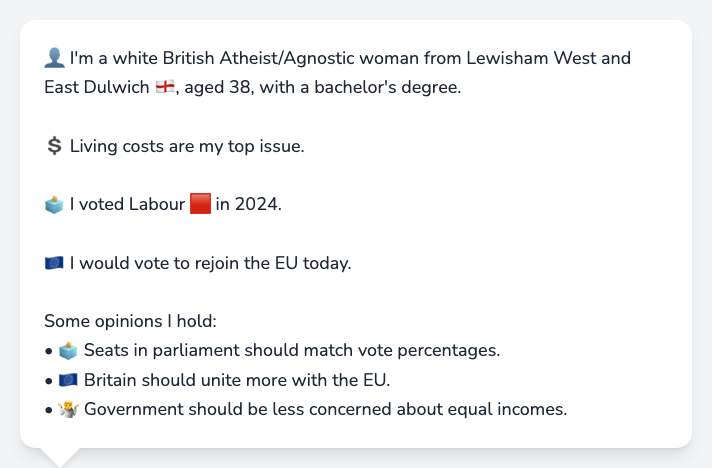 👤 I'm a white British Atheist/Agnostic woman from Lewisham West and
East Dulwich 🏴󠁧󠁢󠁥󠁮󠁧󠁿, aged 38, with a bachelor's degree.
💲 Living costs are my top issue.
🗳️ I voted Labour 🟥 in 2024.
🇪🇺 I would vote to rejoin the EU today.
Some opinions I hold:
• 🗳️ Seats in parliament should match vote percentages.
• 🇪🇺 Britain should unite more with the EU.
• 🤷 Government should be less concerned about equal incomes.